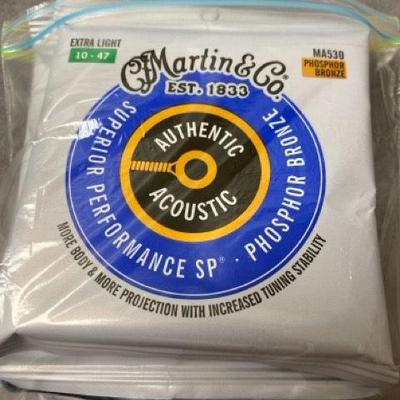 EXTRA LIGHT
10 - 47
MA530
PHOSPHOR
BRONZE
CFMartin & Co.®
EST. 1833
AUTHENTIC
ACOUSTIC
SUPERIOR PERFORMANCE SP® · PHOSPHOR BRONZE
MORE BODY & MORE PROJECTION WITH INCREASED TUNING STABILITY